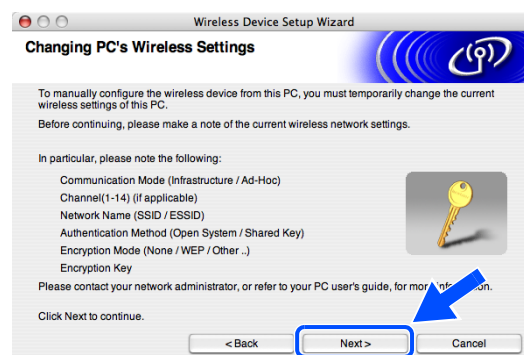 Wireless Device Setup Wizard
Changing PC's Wireless Settings
To manually configure the wireless device from this PC, you must temporarily change the current
wireless settings of this PC.
Before continuing, please make a note of the current wireless network settings.
In particular, please note the following:
Communication Mode (Infrastructure / Ad-Hoc)
Channel(1-14) (if applicable)
Network Name (SSID / ESSID)
Authentication Method (Open System / Shared Key)
Encryption Mode (None / WEP / Other ..)
Encryption Key
Please contact your network administrator, or refer to your PC user's guide, for
Click Next to continue.
< Back Next > Cancel